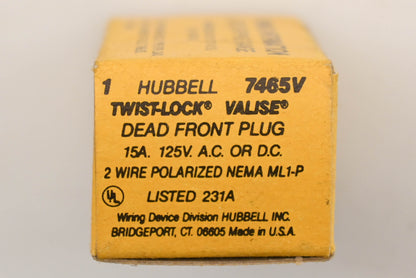 1 HUBBELL 7465V
TWIST-LOCK® VALISE®
DEAD FRONT PLUG
15A. 125V. A.C. OR D.C.
2 WIRE POLARIZED NEMA ML1-P
UL LISTED 231A
Wiring Device Division HUBBELL INC.
BRIDGEPORT, CT. 06605 Made in U.S.A.